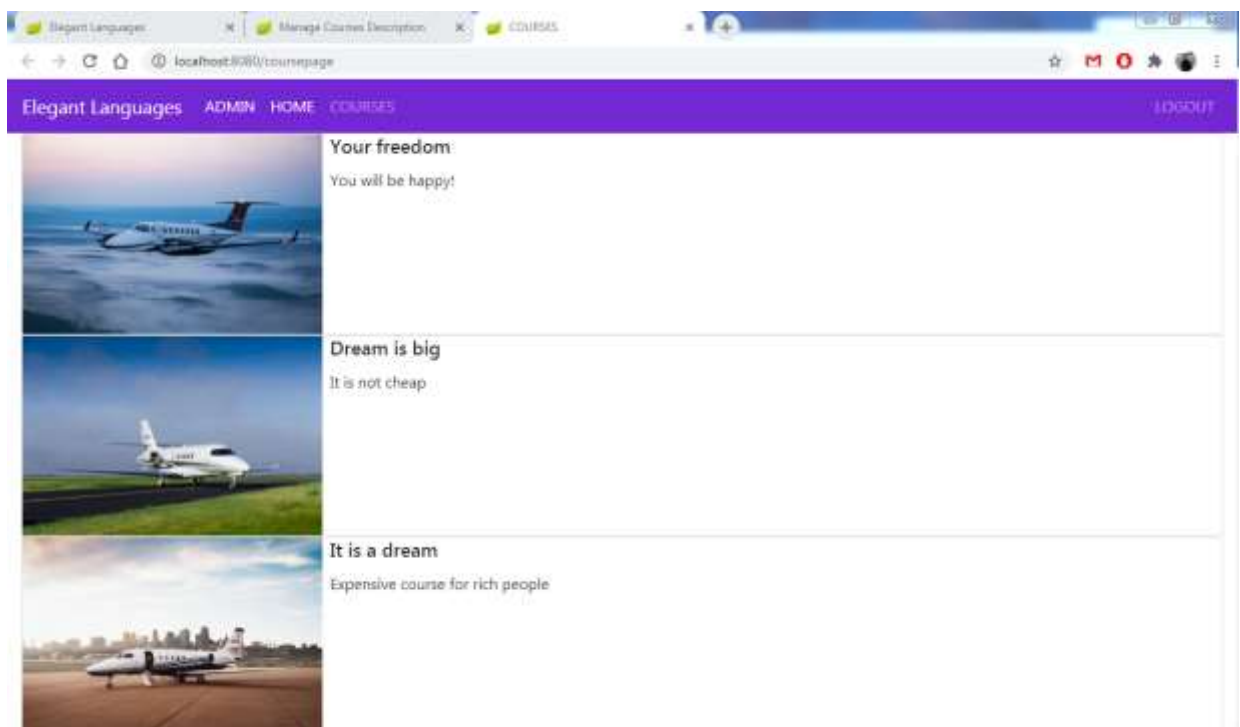 Elegant Languages
Manage Courses Description
COURSES
localhost:8080/coursepage
Elegant Languages ADMIN HOME COURSES LOGOUT
Your freedom
You will be happy!
Dream is big
It is not cheap
It is a dream
Expensive course for rich people